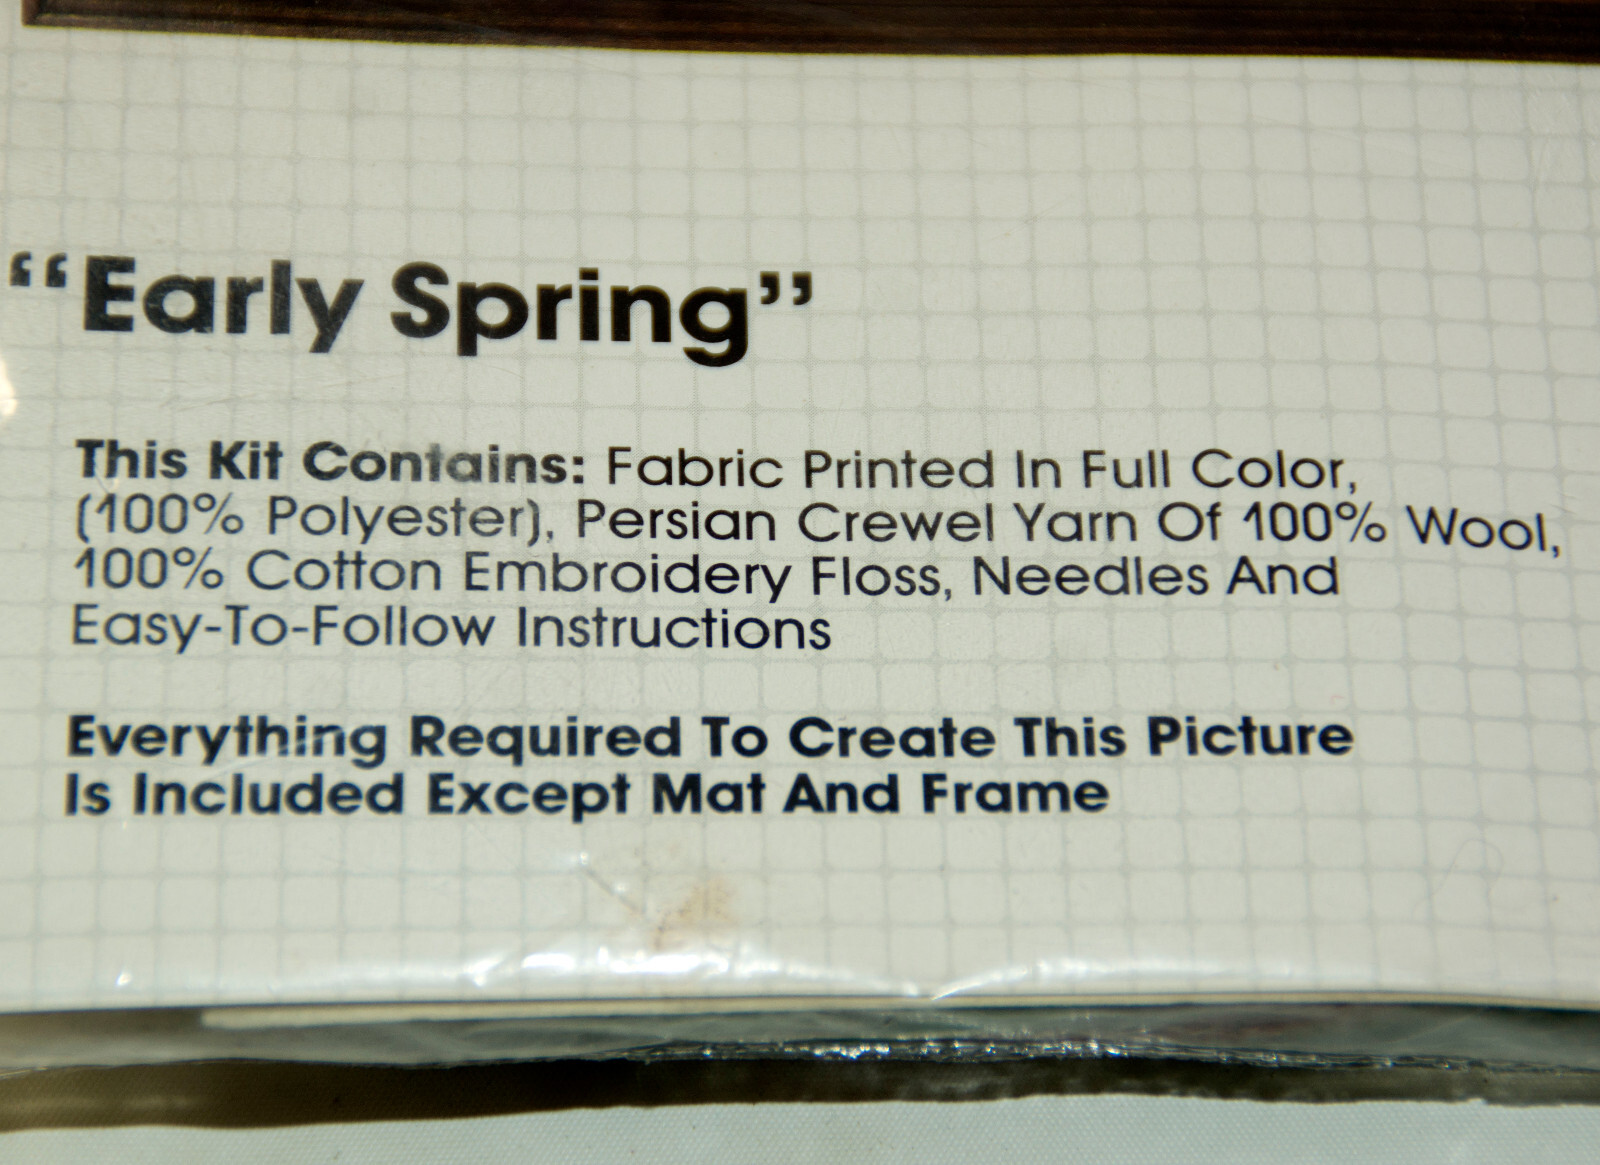 “Early Spring”
This Kit Contains: Fabric Printed In Full Color,
(100% Polyester), Persian Crewel Yarn Of 100% Wool,
100% Cotton Embroidery Floss, Needles And
Easy-To-Follow Instructions
Everything Required To Create This Picture
Is Included Except Mat And Frame